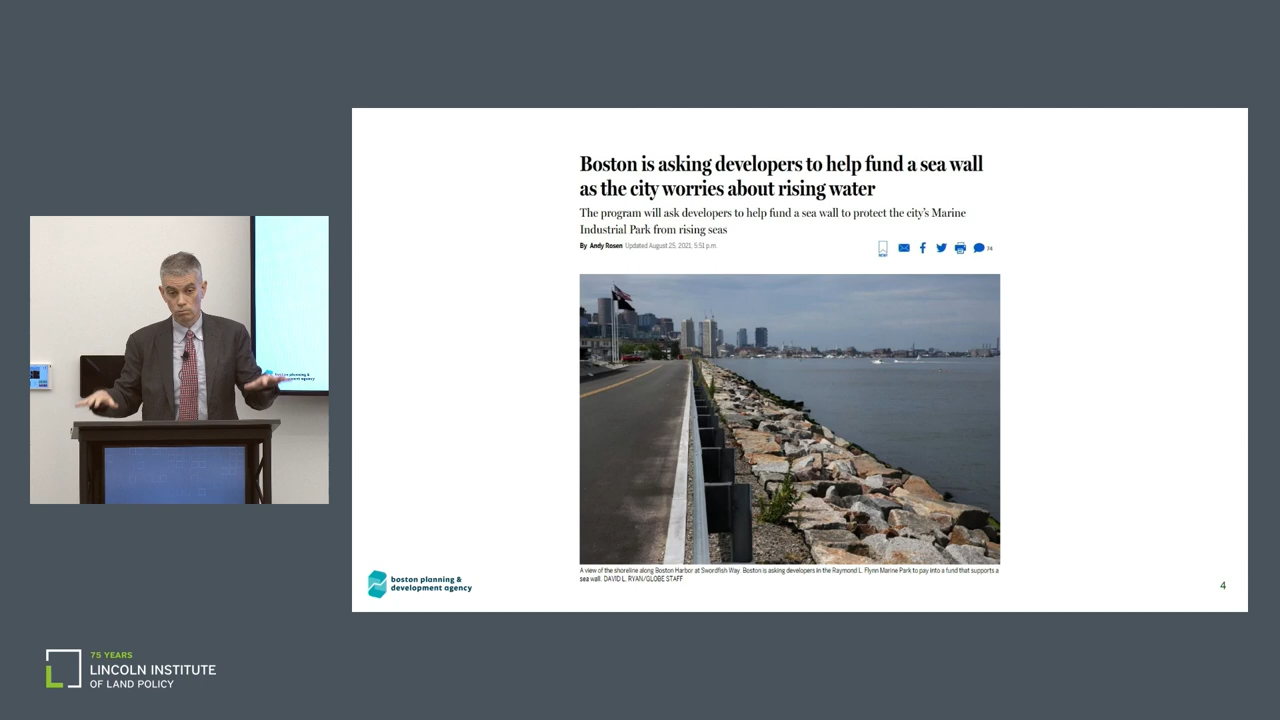 Boston is asking developers to help fund a sea wall
as the city worries about rising water
The program will ask developers to help fund a sea wall to protect the city's Marine
Industrial Park from rising seas
By Andy Rosen Updated August 25, 2021, 5:51 p.m.
74
A view of the shoreline along Boston Harbor at Swordfish Way. Boston is asking developers in the Raymond L. Flynn Marine Park to pay into a fund that supports a
sea wall. DAVID L. RYAN/GLOBE STAFF
boston planning &
development agency
4
boston planning &
75 YEARS
LINCOLN INSTITUTE
OF LAND POLICY